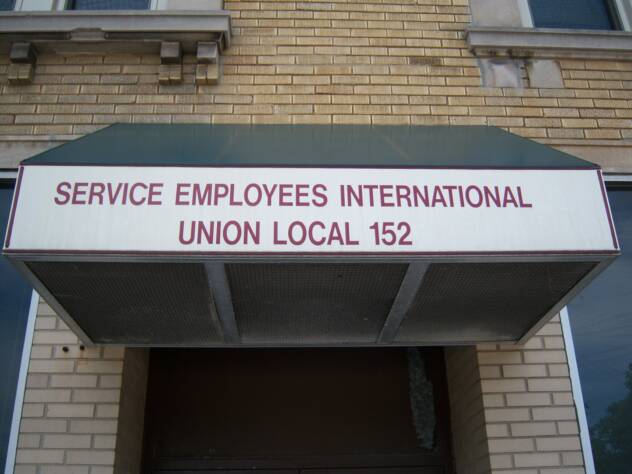 SERVICE EMPLOYEES INTERNATIONAL
UNION LOCAL 152